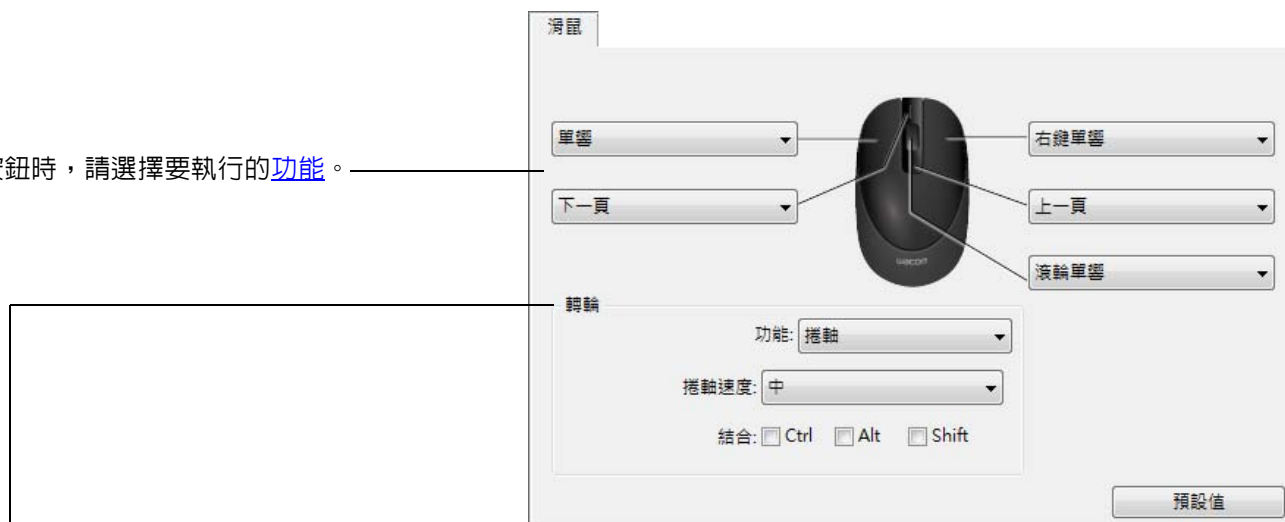 滑鼠
單響
右鍵單響
鈕時，請選擇要執行的功能。
下一頁
上一頁
wacom
滾輪單響
轉輪
功能: 捲軸
捲軸速度: 中
結合: Ctrl Alt Shift
預設值